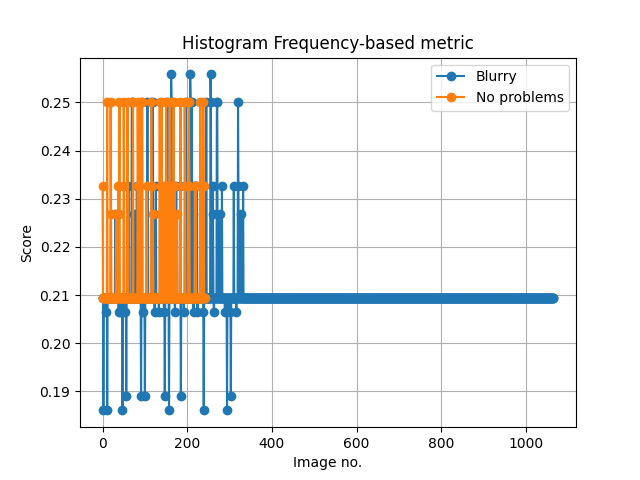 Histogram Frequency-based metric
Blurry
No problems
0.25
0.24
0.23
0.22
0.21
0.20
0.19
Score
0
200
400
600
800
1000
Image no.